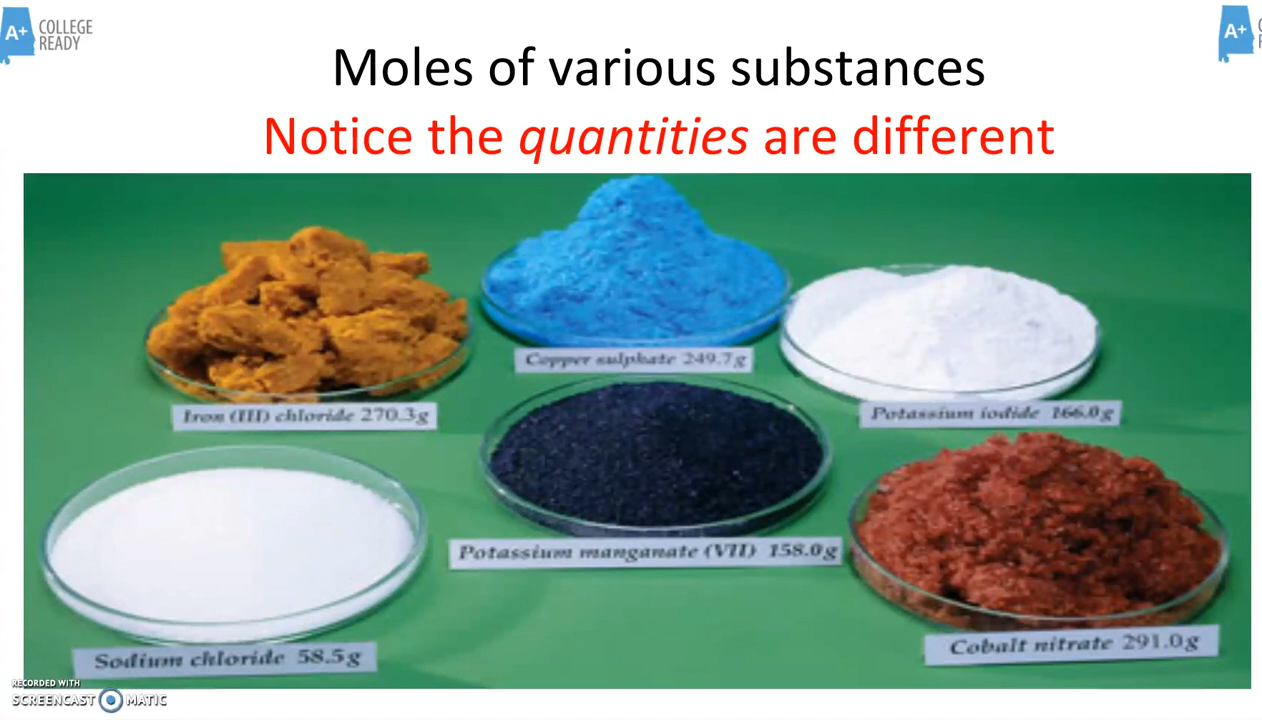 A+ COLLEGE
READY
A+
Moles of various substances
Notice the quantities are different
Copper sulphate 249.7g
Iron (III) chloride 270.3g
Potassium iodide 166.0g
Potassium manganate (VII) 158.0g
Cobalt nitrate 291.0g
Sodium chloride 58.5g
RECORDED WITH
SCREENCAST MATIC